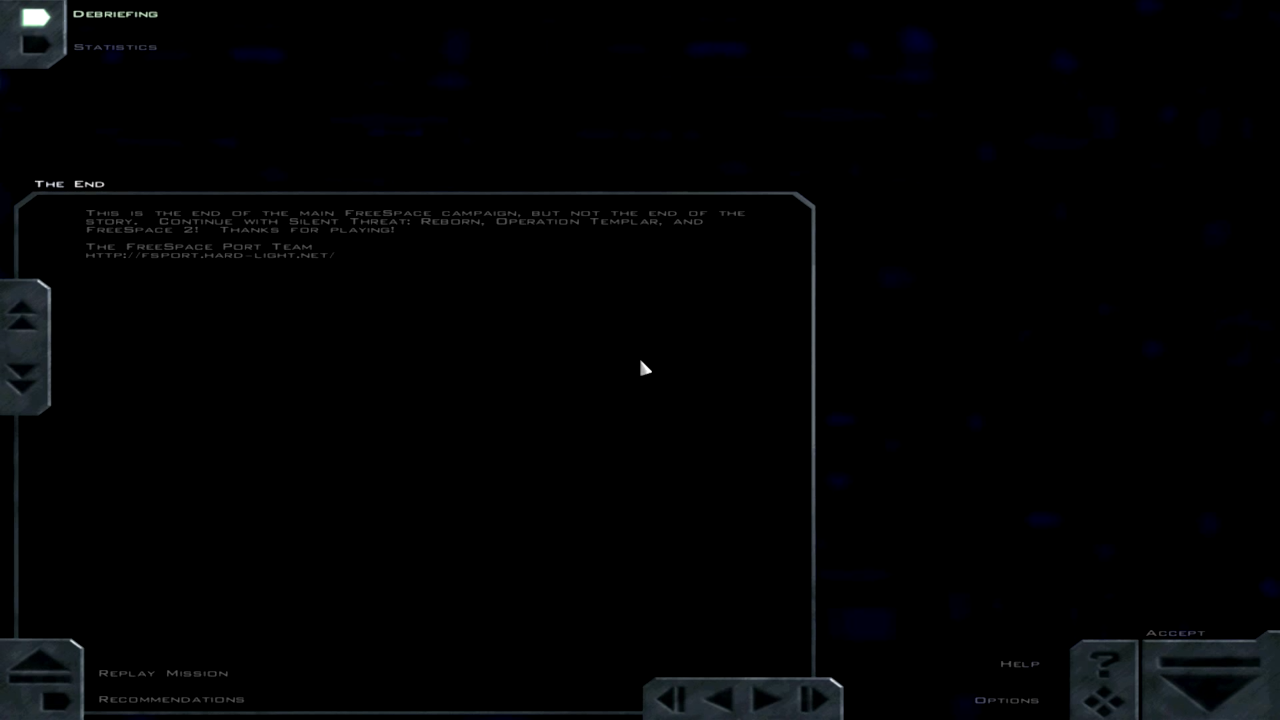 Debriefing
Statistics
The End
This is the end of the main FreeSpace campaign, but not the end of the
story.  Continue with Silent Threat: Reborn, Operation Templar, and
FreeSpace 2!  Thanks for playing!
The FreeSpace Port Team
http://fsport.hard-light.net/
Accept
Help
Replay Mission
Recommendations
Options